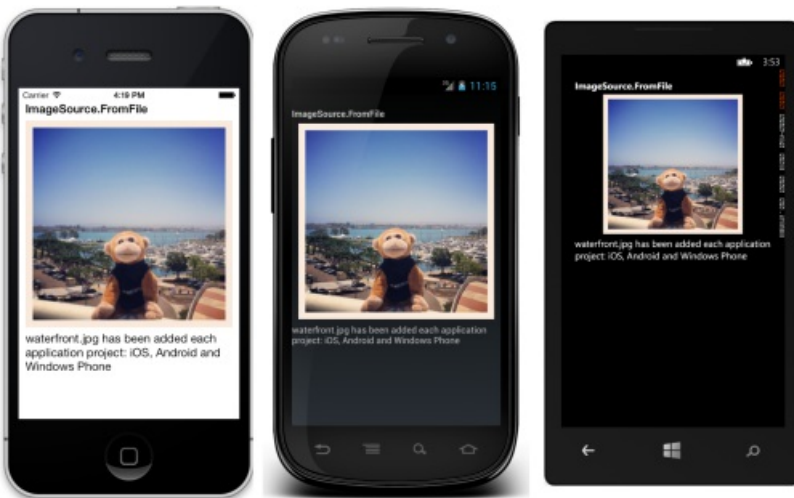 Carrier 4:19 PM
ImageSource.FromFile
waterfront.jpg has been added each
application project: iOS, Android and
Windows Phone
11:15
ImageSource.FromFile
waterfront.jpg has been added each application
project: iOS, Android and Windows Phone
3:53
ImageSource.FromFile
waterfront.jpg has been added each application
project: iOS, Android and Windows Phone